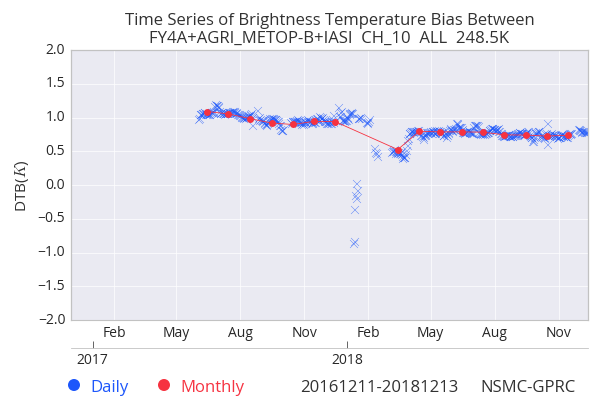 Time Series of Brightness Temperature Bias Between
FY4A+AGRI_METOP-B+IASI CH_10 ALL 248.5K
2.0
1.5
1.0
0.5
0.0
−0.5
−1.0
−1.5
−2.0
DTB(K)
Feb May Aug Nov Feb May Aug Nov
2017 2018
Daily Monthly 20161211-20181213 NSMC-GPRC